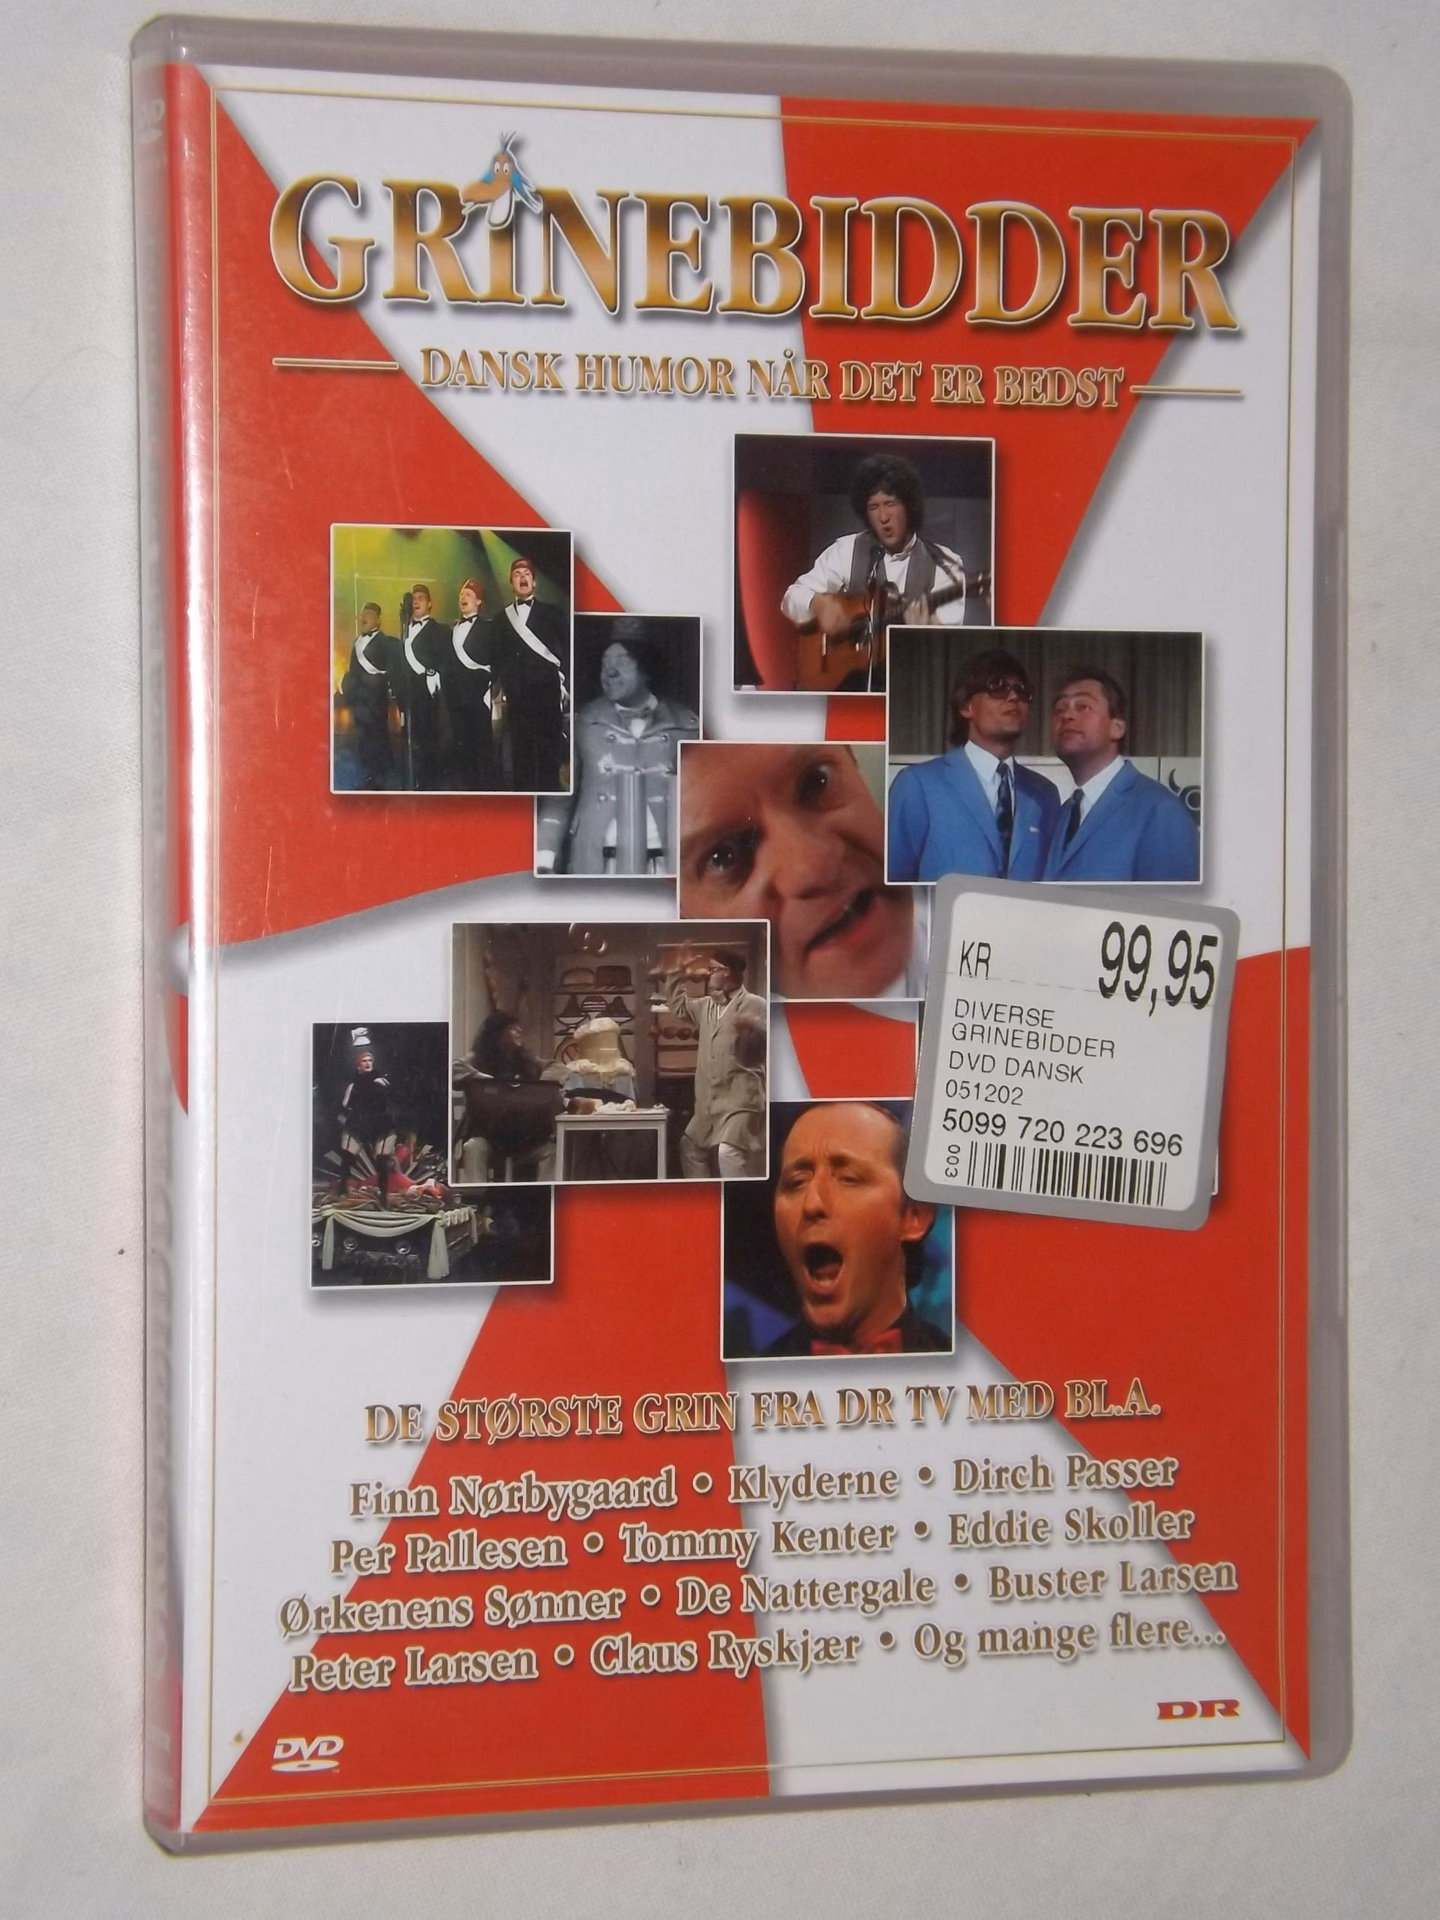 GRINEBIDDER
DANSK HUMOR NÅR DET ER BEDST
KR 99,95
DIVERSE
GRINEBIDDER
DVD DANSK
051202
5099 720 223 696
003
DE STØRSTE GRIN FRA DR TV MED BL.A.
Finn Nørbygaard • Klyderne • Dirch Passer
Per Pallesen • Tommy Kenter • Eddie Skoller
Ørkenens Sønner • De Nattergale • Buster Larsen
Peter Larsen • Claus Ryskjær • Og mange flere...
DR
DVD